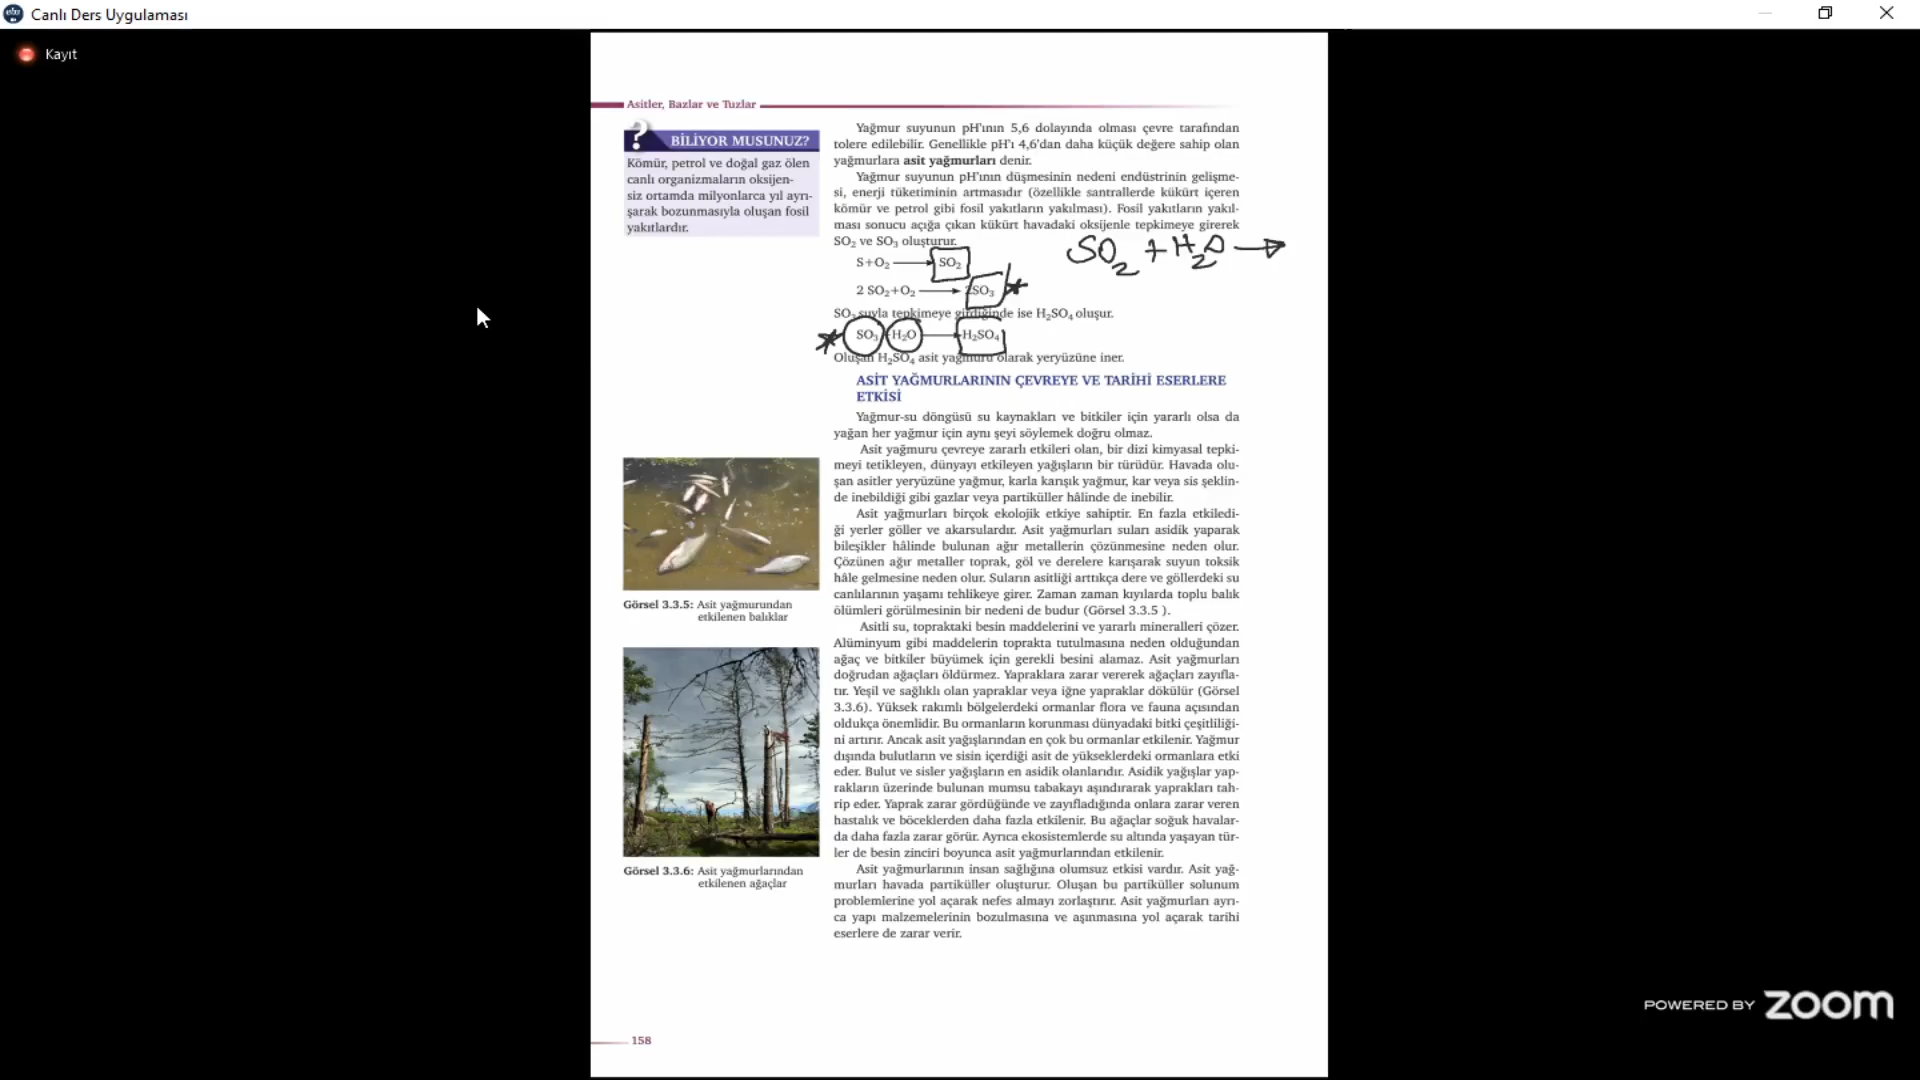 Canlı Ders Uygulaması
Kayıt
Asitler, Bazlar ve Tuzlar
? BİLİYOR MUSUNUZ?
Kömür, petrol ve doğal gaz ölen
canlı organizmaların oksijen-
siz ortamda milyonlarca yıl ayrı-
şarak bozunmasıyla oluşan fosil
yakıtlardır.
Yağmur suyunun pH'ının 5,6 dolayında olması çevre tarafından
tolere edilebilir. Genellikle pH'ı 4,6'dan daha küçük değere sahip olan
yağmurlara asit yağmurları denir.
Yağmur suyunun pH'ının düşmesinin nedeni endüstrinin gelişme-
si, enerji tüketiminin artmasıdır (özellikle santrallerde kükürt içeren
kömür ve petrol gibi fosil yakıtların yakılması). Fosil yakıtların yakıl-
ması sonucu açığa çıkan kükürt havadaki oksijenle tepkimeye girerek
SO₂ ve SO₃ oluşturur.
SO₂ + H₂O →
S+O₂ → SO₂
2 SO₂+O₂ → 2SO₃
SO₃ suyla tepkimeye girdiğinde ise H₂SO₄ oluşur.
SO₃ H₂O → H₂SO₄
Oluşan H₂SO₄ asit yağmuru olarak yeryüzüne iner.
ASİT YAĞMURLARININ ÇEVREYE VE TARİHİ ESERLERE
ETKİSİ
Yağmur-su döngüsü su kaynakları ve bitkiler için yararlı olsa da
yağan her yağmur için aynı şeyi söylemek doğru olmaz.
Asit yağmuru çevreye zararlı etkileri olan, bir dizi kimyasal tepki-
meyi tetikleyen, dünyayı etkileyen yağışların bir türüdür. Havada olu-
şan asitler yeryüzüne yağmur, karla karışık yağmur, kar veya sis şeklin-
de inebildiği gibi gazlar veya partiküller hâlinde de inebilir.
Asit yağmurları birçok ekolojik etkiye sahiptir. En fazla etkiledi-
ği yerler göller ve akarsulardır. Asit yağmurları suları asidik yaparak
bileşikler hâlinde bulunan ağır metallerin çözünmesine neden olur.
Çözünen ağır metaller toprak, göl ve derelere karışarak suyun toksik
hâle gelmesine neden olur. Suların asitliği arttıkça dere ve göllerdeki su
canlılarının yaşamı tehlikeye girer. Zaman zaman kıyılarda toplu balık
ölümleri görülmesinin bir nedeni de budur (Görsel 3.3.5 ).
Asitli su, topraktaki besin maddelerini ve yararlı mineralleri çözer.
Alüminyum gibi maddelerin toprakta tutulmasına neden olduğundan
ağaç ve bitkiler büyümek için gerekli besini alamaz. Asit yağmurları
doğrudan ağaçları öldürmez. Yapraklara zarar vererek ağaçları zayıfla-
tır. Yeşil ve sağlıklı olan yapraklar veya iğne yapraklar dökülür (Görsel
3.3.6). Yüksek rakımlı bölgelerdeki ormanlar flora ve fauna açısından
oldukça önemlidir. Bu ormanların korunması dünyadaki bitki çeşitliliği-
ni artırır. Ancak asit yağışlarından en çok bu ormanlar etkilenir. Yağmur
dışında bulutların ve sisin içerdiği asit de yükseklerdeki ormanlara etki
eder. Bulut ve sisler yağışların en asidik olanlarıdır. Asidik yağışlar yap-
rakların üzerinde bulunan mumsu tabakayı aşındırarak yaprakları tah-
rip eder. Yaprak zarar gördüğünde ve zayıfladığında onlara zarar veren
hastalık ve böceklerden daha fazla etkilenir. Bu ağaçlar soğuk havalar-
da daha fazla zarar görür. Ayrıca ekosistemlerde su altında yaşayan tür-
ler de besin zinciri boyunca asit yağmurlarından etkilenir.
Asit yağmurlarının insan sağlığına olumsuz etkisi vardır. Asit yağ-
murları havada partiküller oluşturur. Oluşan bu partiküller solunum
problemlerine yol açarak nefes almayı zorlaştırır. Asit yağmurları ayrı-
ca yapı malzemelerinin bozulmasına ve aşınmasına yol açarak tarihi
eserlere de zarar verir.
Görsel 3.3.5: Asit yağmurundan
etkilenen balıklar
Görsel 3.3.6: Asit yağmurlarından
etkilenen ağaçlar
158
POWERED BY zoom